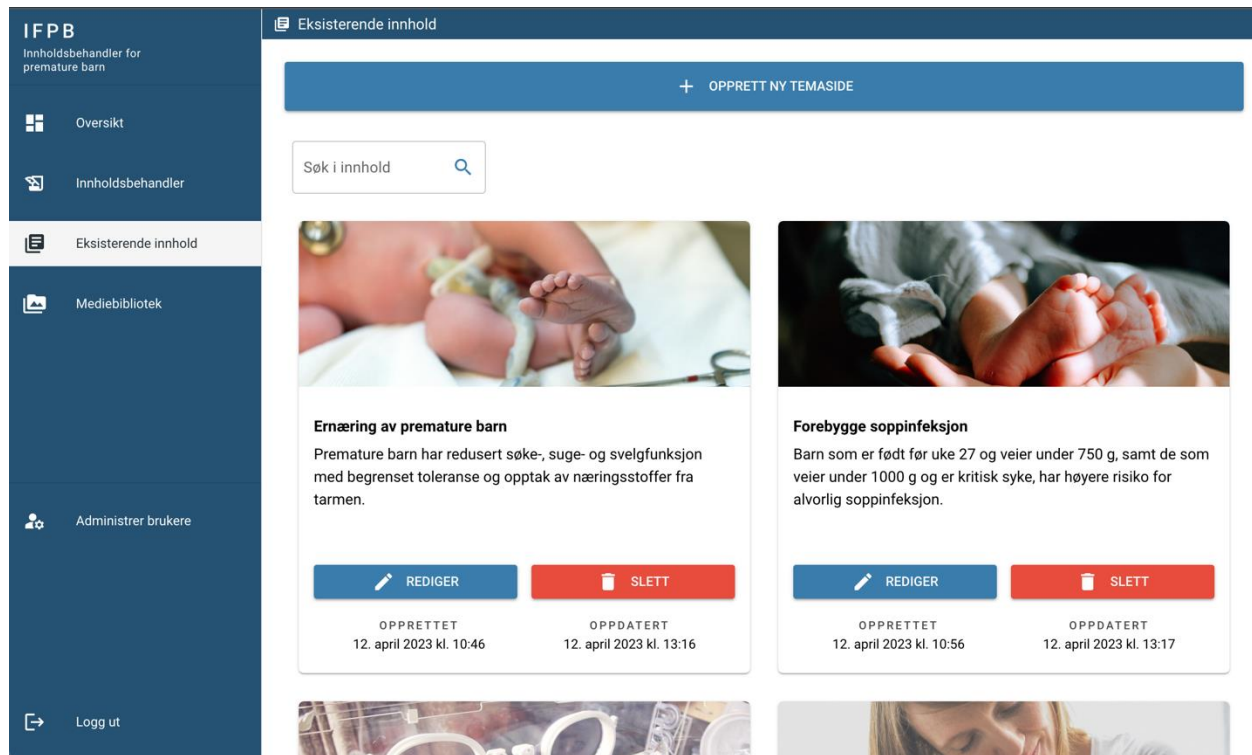 IFPB
Innholdsbehandler for
premature barn
Oversikt
Innholdsbehandler
Eksisterende innhold
Mediebibliotek
Administrer brukere
Logg ut
Eksisterende innhold
+ OPPRETT NY TEMASIDE
Søk i innhold
Ernæring av premature barn
Premature barn har redusert søke-, suge- og svelgfunksjon
med begrenset toleranse og opptak av næringsstoffer fra
tarmen.
REDIGER
SLETT
OPPRETTET
OPPDATERT
12. april 2023 kl. 10:46
12. april 2023 kl. 13:16
Forebygge soppinfeksjon
Barn som er født før uke 27 og veier under 750 g, samt de som
veier under 1000 g og er kritisk syke, har høyere risiko for
alvorlig soppinfeksjon.
REDIGER
SLETT
OPPRETTET
OPPDATERT
12. april 2023 kl. 10:56
12. april 2023 kl. 13:17